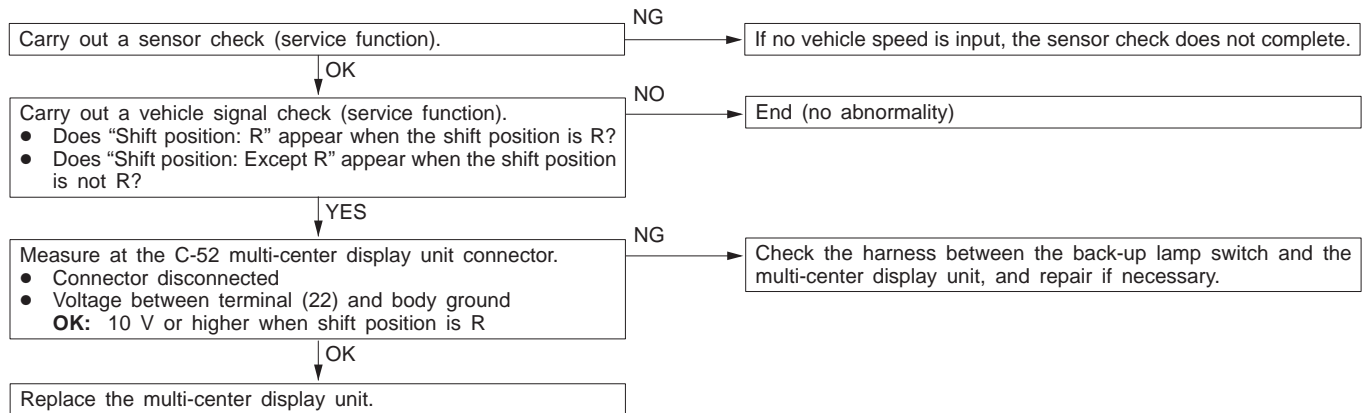 NG
Carry out a sensor check (service function).
If no vehicle speed is input, the sensor check does not complete.
OK
Carry out a vehicle signal check (service function).
● Does “Shift position: R” appear when the shift position is R?
● Does “Shift position: Except R” appear when the shift position
is not R?
NO
End (no abnormality)
YES
Measure at the C-52 multi-center display unit connector.
● Connector disconnected
● Voltage between terminal (22) and body ground
OK: 10 V or higher when shift position is R
NG
Check the harness between the back-up lamp switch and the
multi-center display unit, and repair if necessary.
OK
Replace the multi-center display unit.